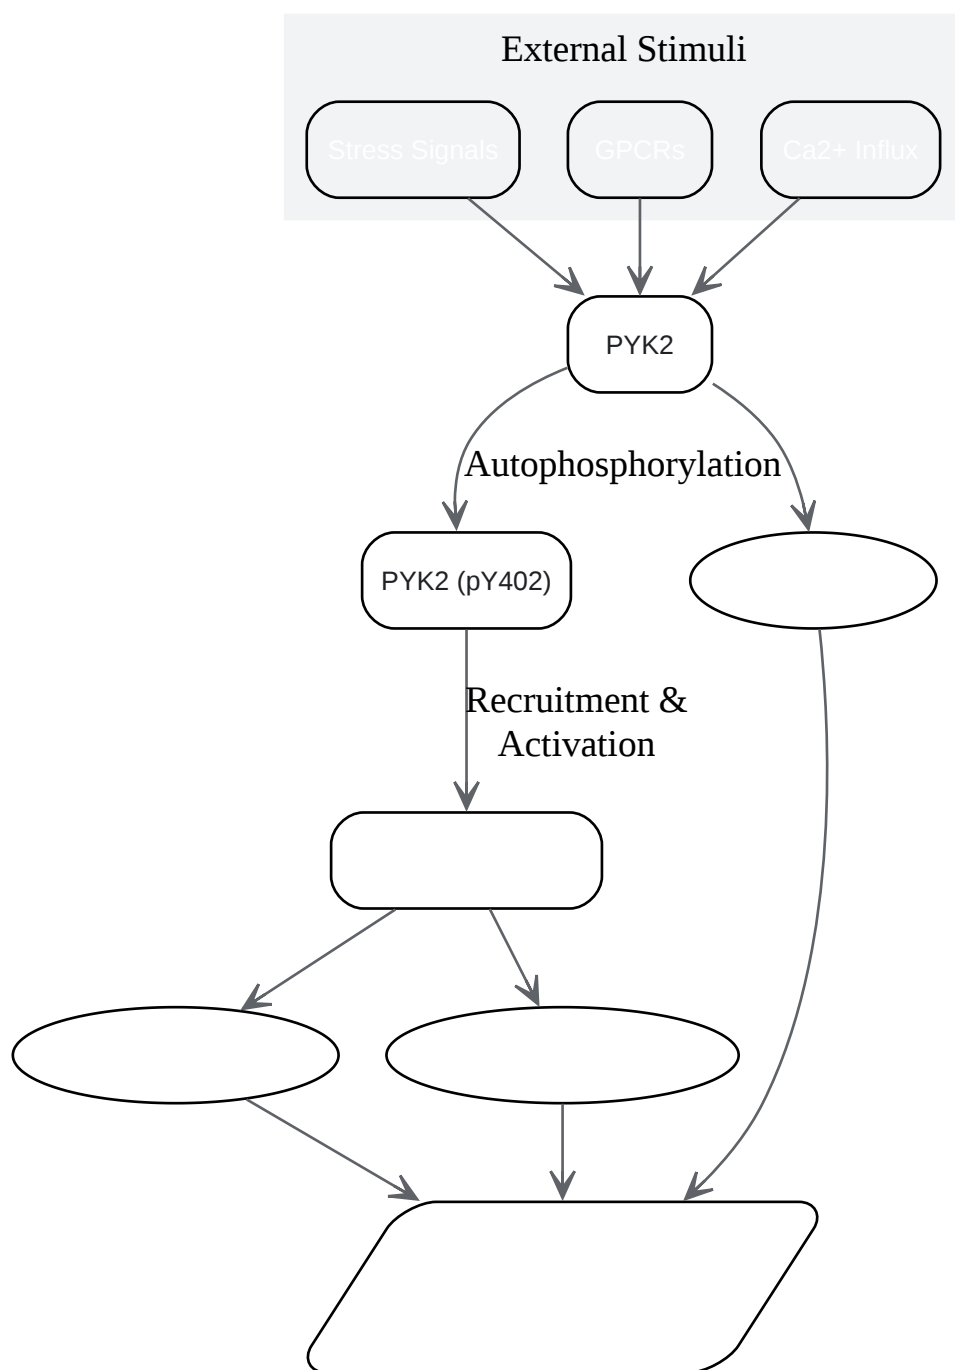 External Stimuli
Stress Signals
GPCRs
Ca2+ Influx
PYK2
Autophosphorylation
PYK2 (pY402)
Recruitment &
Activation